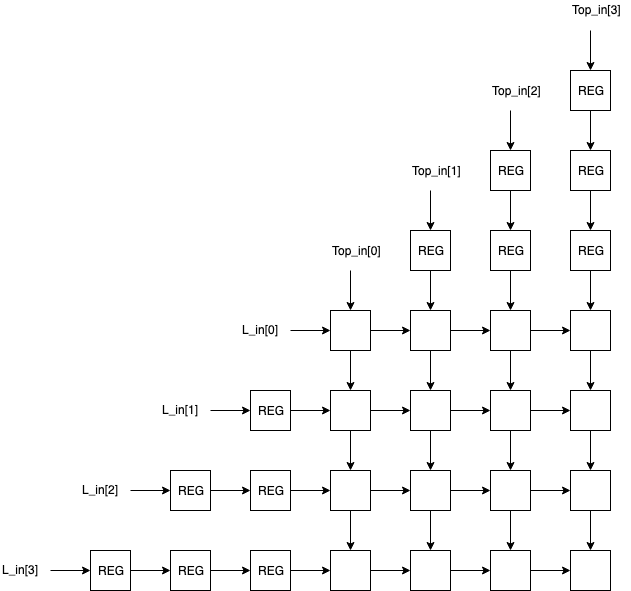 Top_in[3]
REG
Top_in[2]
REG REG
Top_in[1]
REG REG REG
Top_in[0]
L_in[0]
L_in[1] REG
L_in[2] REG REG
L_in[3] REG REG REG